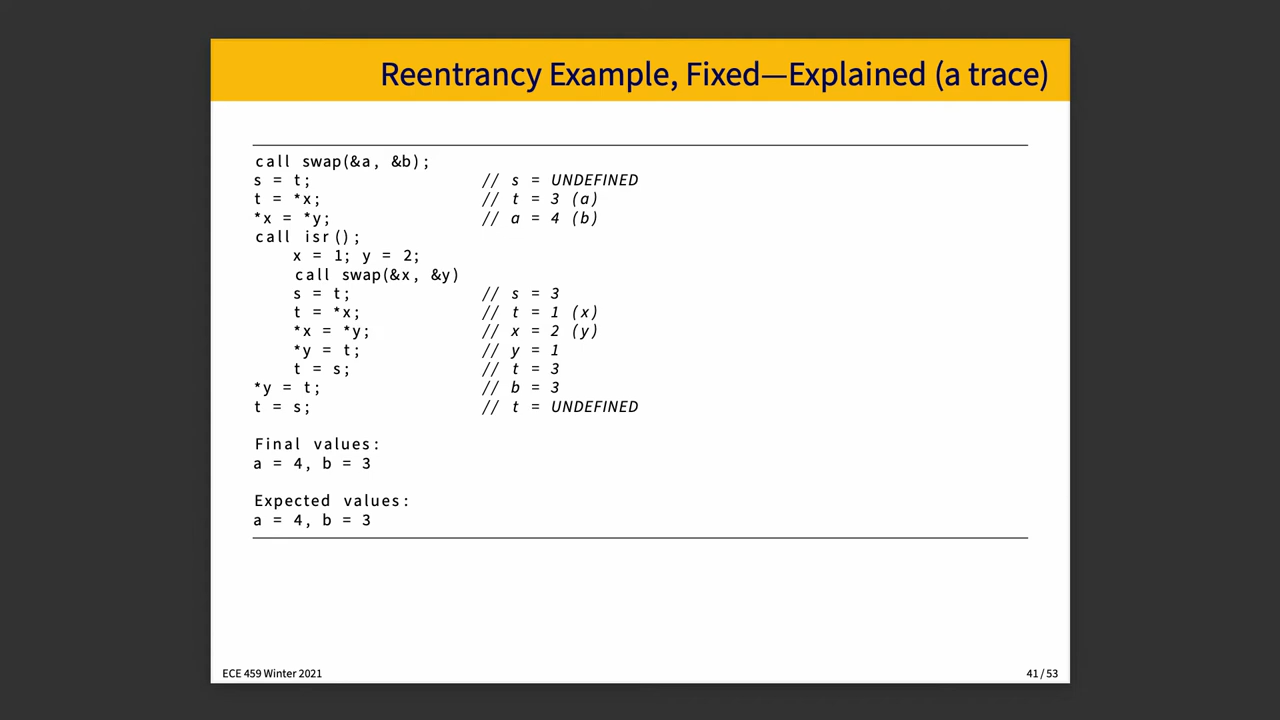 Reentrancy Example, Fixed—Explained (a trace)
call swap(&a, &b);
s = t; // s = UNDEFINED
t = *x; // t = 3 (a)
*x = *y; // a = 4 (b)
call isr();
x = 1; y = 2;
call swap(&x, &y)
s = t; // s = 3
t = *x; // t = 1 (x)
*x = *y; // x = 2 (y)
*y = t; // y = 1
t = s; // t = 3
*y = t; // b = 3
t = s; // t = UNDEFINED
Final values:
a = 4, b = 3
Expected values:
a = 4, b = 3
ECE 459 Winter 2021 41 / 53